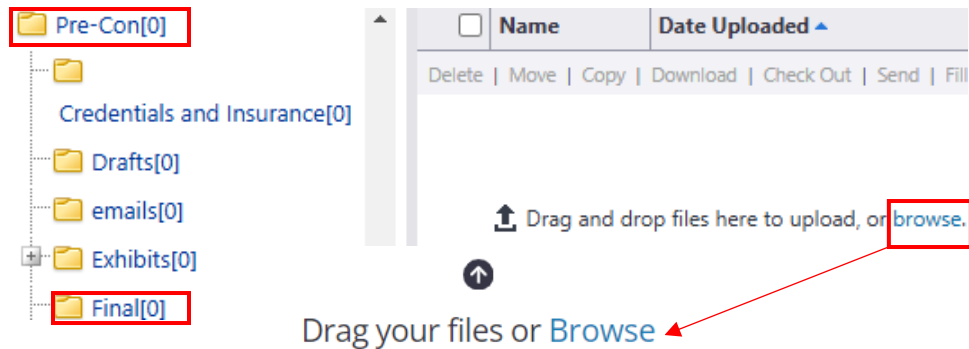 Pre-Con[0]
Credentials and Insurance[0]
Drafts[0]
emails[0]
Exhibits[0]
Final[0]
Name Date Uploaded
Delete | Move | Copy | Download | Check Out | Send | Fill
Drag and drop files here to upload, or browse.
Drag your files or Browse